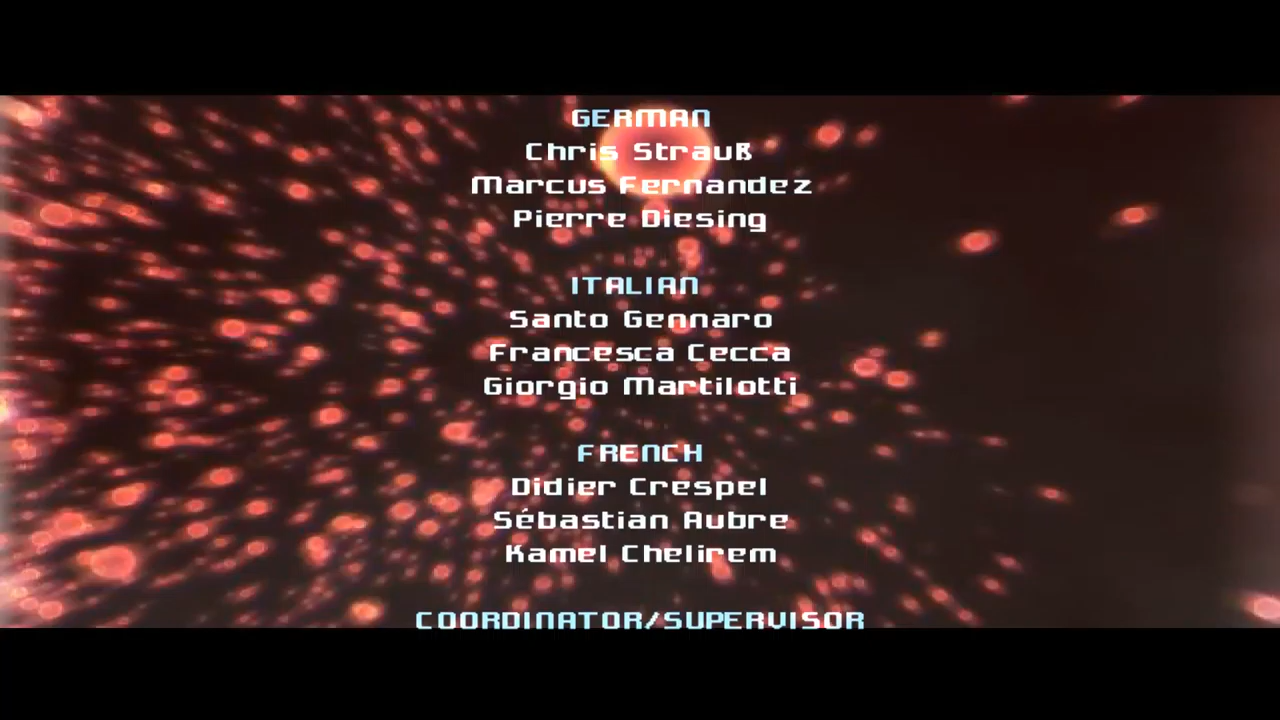 GERMAN
Chris Strauß
Marcus Fernandez
Pierre Diesing
ITALIAN
Santo Gennaro
Francesca Cecca
Giorgio Martilotti
FRENCH
Didier Crespel
Sébastian Aubre
Kamel Chelirem
COORDINATOR/SUPERVISOR